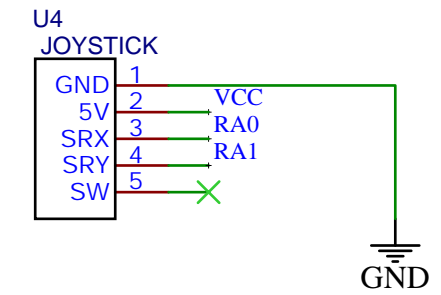 U4
JOYSTICK
GND 1
5V 2 VCC
SRX 3 RA0
SRY 4 RA1
SW 5
GND